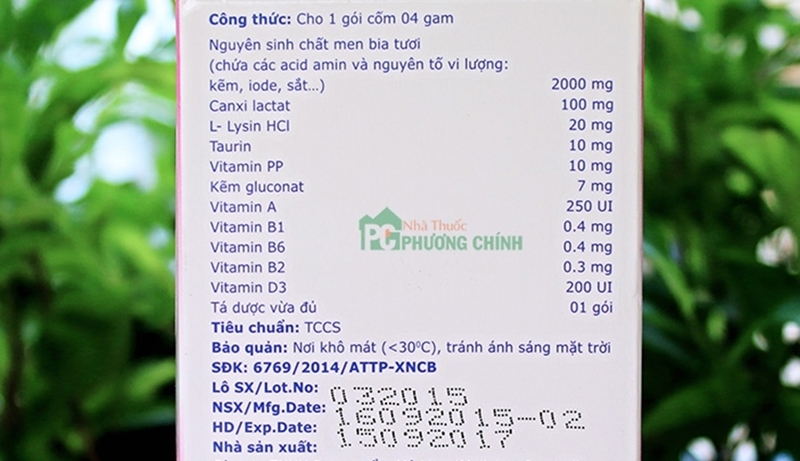 Công thức: Cho 1 gói cốm 04 gam
Nguyên sinh chất men bia tươi
(chứa các acid amin và nguyên tố vi lượng:
kẽm, iode, sắt...) 2000 mg
Canxi lactat 100 mg
L- Lysin HCl 20 mg
Taurin 10 mg
Vitamin PP 10 mg
Kẽm gluconat 7 mg
Vitamin A 250 UI
Vitamin B1 0.4 mg
Nhà Thuốc
PC PHƯƠNG CHÍNH
Vitamin B6 0.4 mg
Vitamin B2 0.3 mg
Vitamin D3 200 UI
Tá dược vừa đủ 01 gói
Tiêu chuẩn: TCCS
Bảo quản: Nơi khô mát (<30⁰C), tránh ánh sáng mặt trời
SĐK: 6769/2014/ATTP-XNCB
Lô SX/Lot.No: 032015
NSX/Mfg.Date: 16092015-02
HD/Exp.Date: 15092017
Nhà sản xuất: